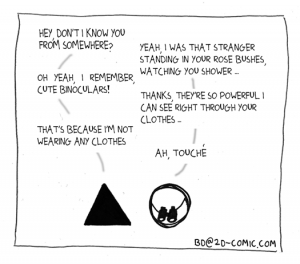 HEY, DON'T I KNOW YOU
FROM SOMEWHERE?
YEAH, I WAS THAT STRANGER
STANDING IN YOUR ROSE BUSHES,
WATCHING YOU SHOWER ...
OH YEAH, I REMEMBER,
CUTE BINOCULARS!
THANKS, THEY'RE SO POWERFUL I
CAN SEE RIGHT THROUGH YOUR
CLOTHES ...
THAT'S BECAUSE I'M NOT
WEARING ANY CLOTHES
AH, TOUCHÉ
BD@2D-COMIC.COM